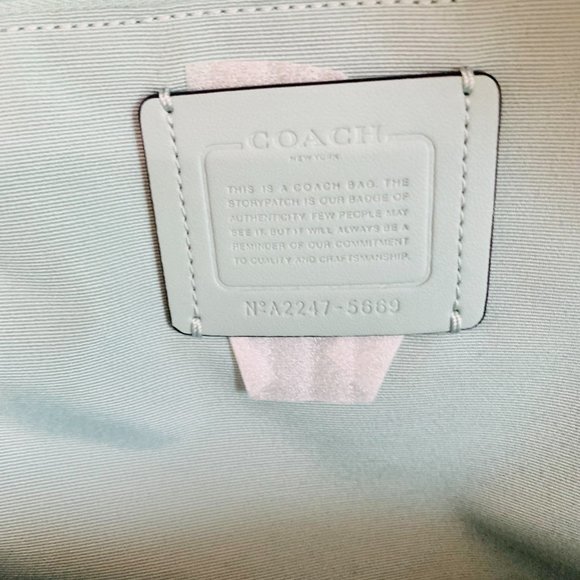 COACH
NEW YORK
THIS IS A COACH BAG. THE
STORYPATCH IS OUR BADGE OF
AUTHENTICITY. FEW PEOPLE MAY
SEE IT. BUT IT WILL ALWAYS BE A
REMINDER OF OUR COMMITMENT
TO QUALITY AND CRAFTSMANSHIP.
Nº A2247-5669